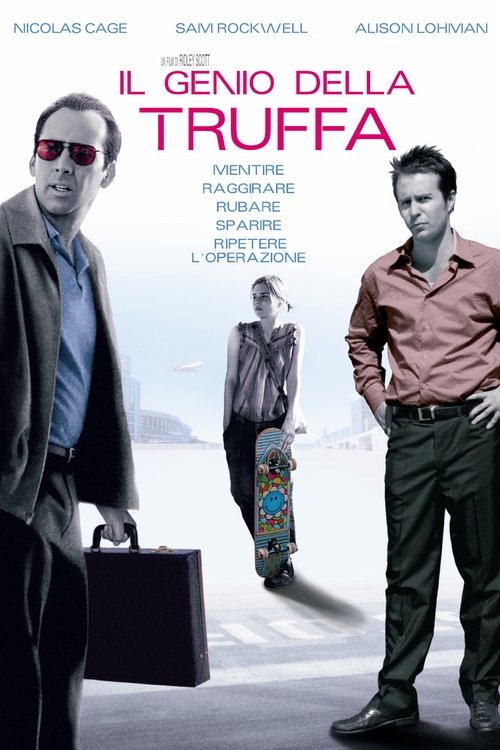 NICOLAS CAGE SAM ROCKWELL ALISON LOHMAN
UN FILM DI RIDLEY SCOTT
IL GENIO DELLA
TRUFFA
MENTIRE
RAGGIRARE
RUBARE
SPARIRE
RIPETERE
L'OPERAZIONE